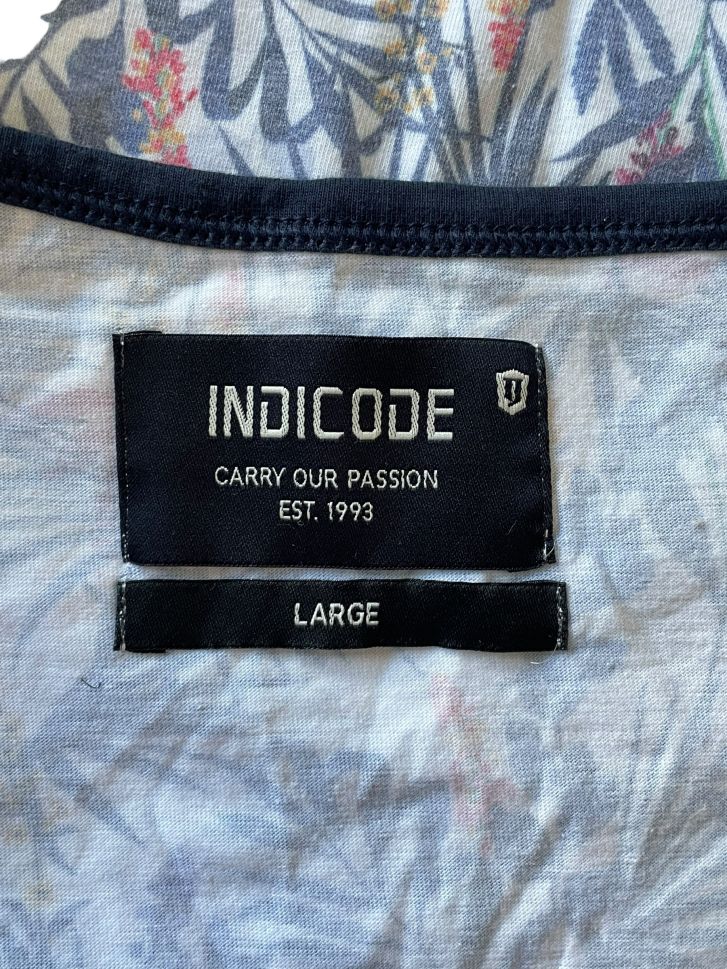 INDICODE
CARRY OUR PASSION
EST. 1993
LARGE